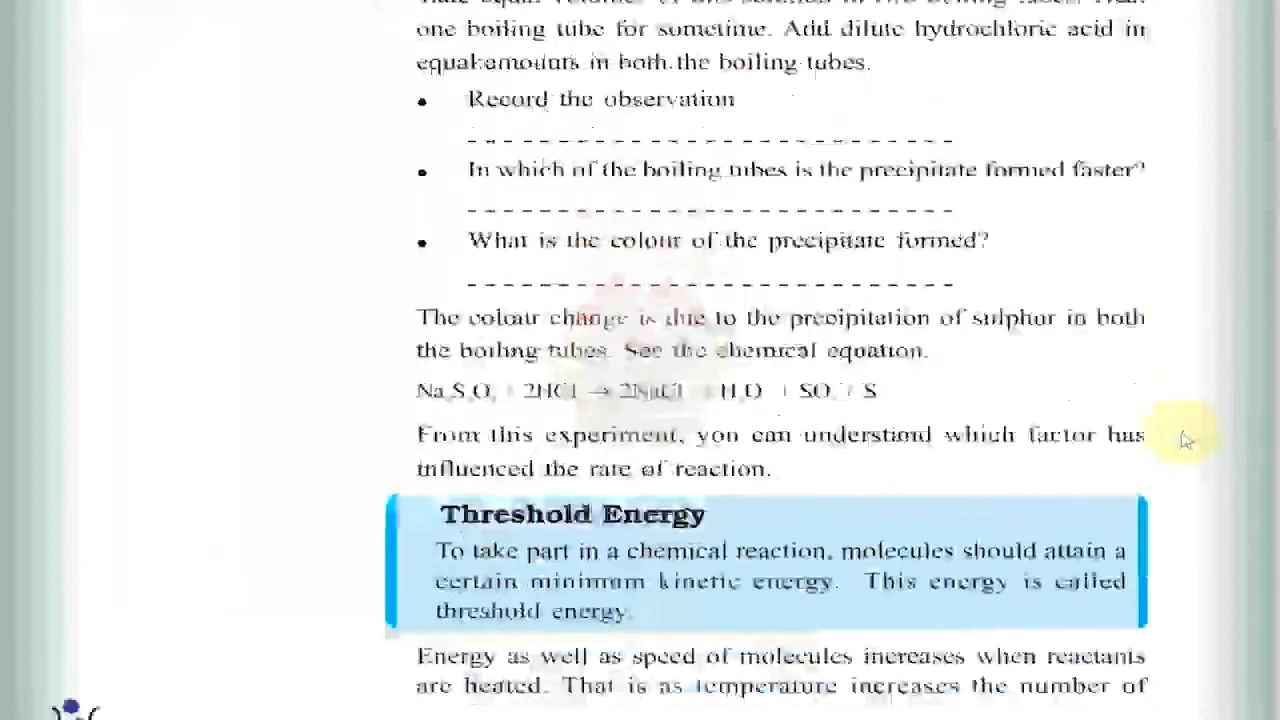 one boiling tube for sometime. Add dilute hydrochloric acid in
equal amounts in both the boiling tubes.
• Record the observation
• In which of the boiling tubes is the precipitate formed faster?
• What is the colour of the precipitate formed?
The colour change is due to the precipitation of sulphur in both
the boiling tubes. See the chemical equation.
Na₂S₂O₃ + 2HCl → 2NaCl + H₂O + SO₂ + S
From this experiment, you can understand which factor has
influenced the rate of reaction.
Threshold Energy
To take part in a chemical reaction, molecules should attain a
certain minimum kinetic energy. This energy is called
threshold energy.
Energy as well as speed of molecules increases when reactants
are heated. That is as temperature increases the number of